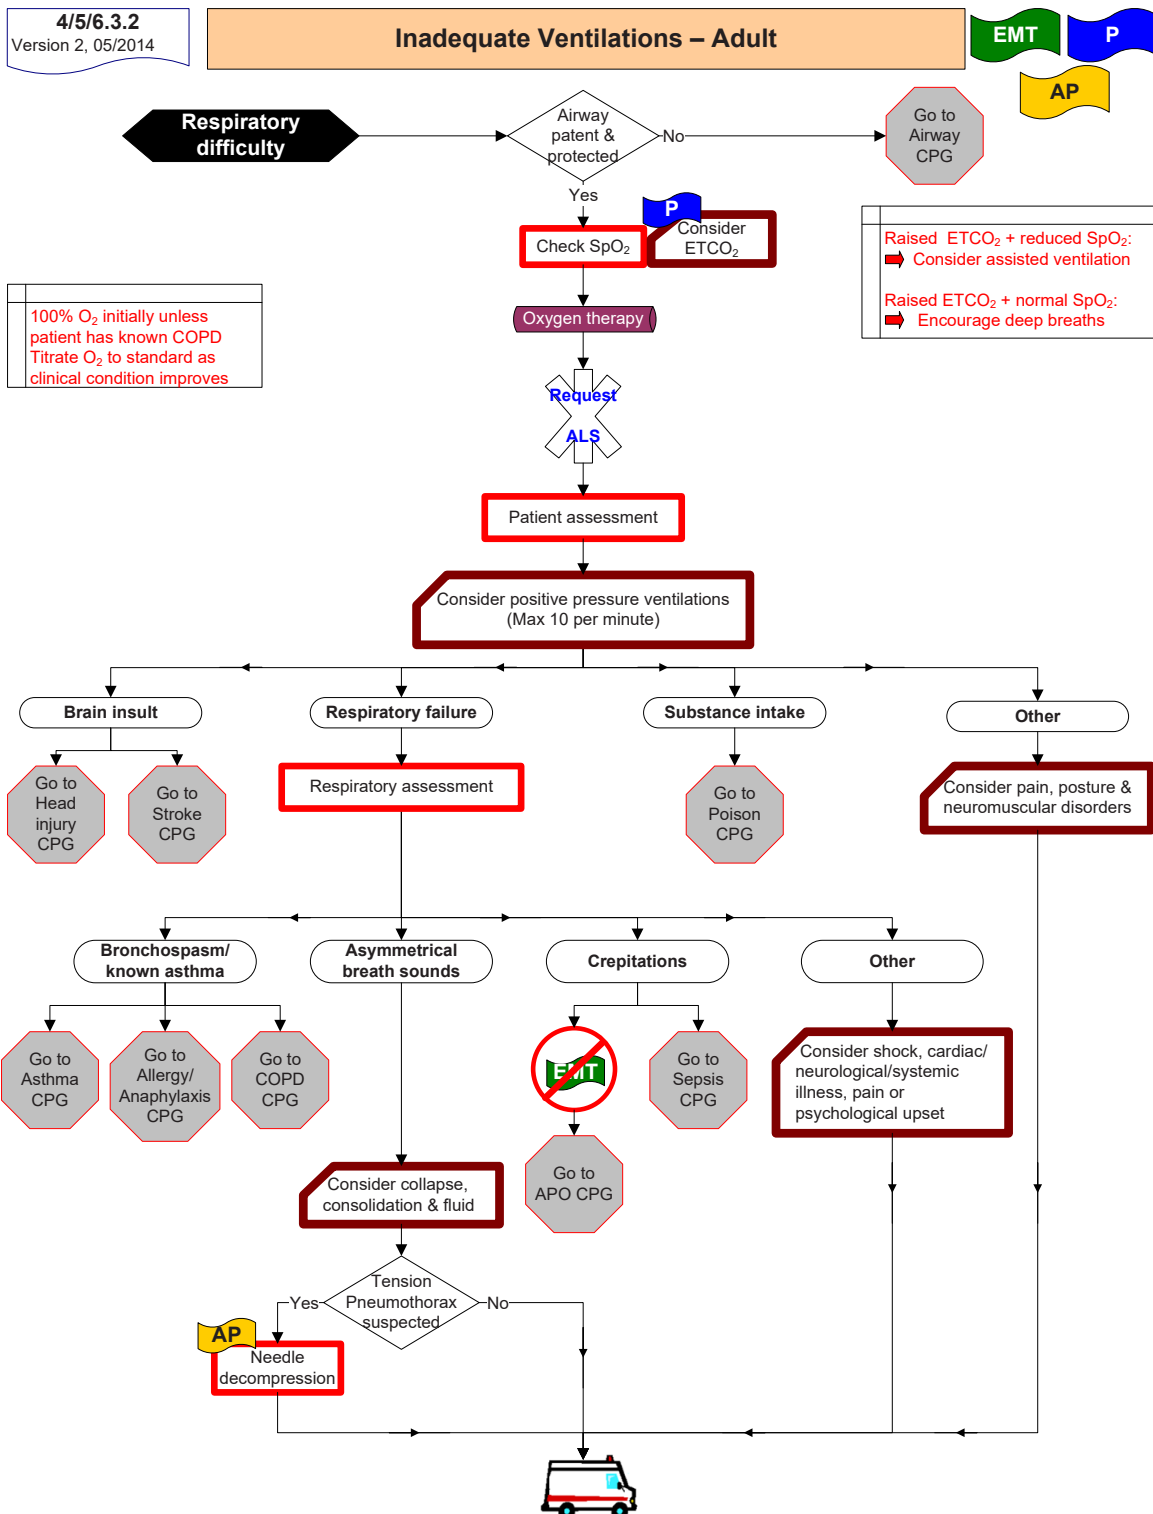 4/5/6.3.2
Version 2, 05/2014
Inadequate Ventilations – Adult
EMT
P
AP
Respiratory
difficulty
Airway
patent &
protected
No
Go to
Airway
CPG
Yes
P
Check SpO₂
Consider
ETCO₂
Raised ETCO₂ + reduced SpO₂:
Consider assisted ventilation
Raised ETCO₂ + normal SpO₂:
Encourage deep breaths
100% O₂ initially unless
patient has known COPD
Titrate O₂ to standard as
clinical condition improves
Oxygen therapy
Request
ALS
Patient assessment
Consider positive pressure ventilations
(Max 10 per minute)
Brain insult
Respiratory failure
Substance intake
Other
Go to
Head
injury
CPG
Go to
Stroke
CPG
Respiratory assessment
Go to
Poison
CPG
Consider pain, posture &
neuromuscular disorders
Bronchospasm/
known asthma
Asymmetrical
breath sounds
Crepitations
Other
Go to
Asthma
CPG
Go to
Allergy/
Anaphylaxis
CPG
Go to
COPD
CPG
EMT
Go to
Sepsis
CPG
Consider shock, cardiac/
neurological/systemic
illness, pain or
psychological upset
Go to
APO CPG
Consider collapse,
consolidation & fluid
Tension
Pneumothorax
suspected
Yes
No
AP
Needle
decompression